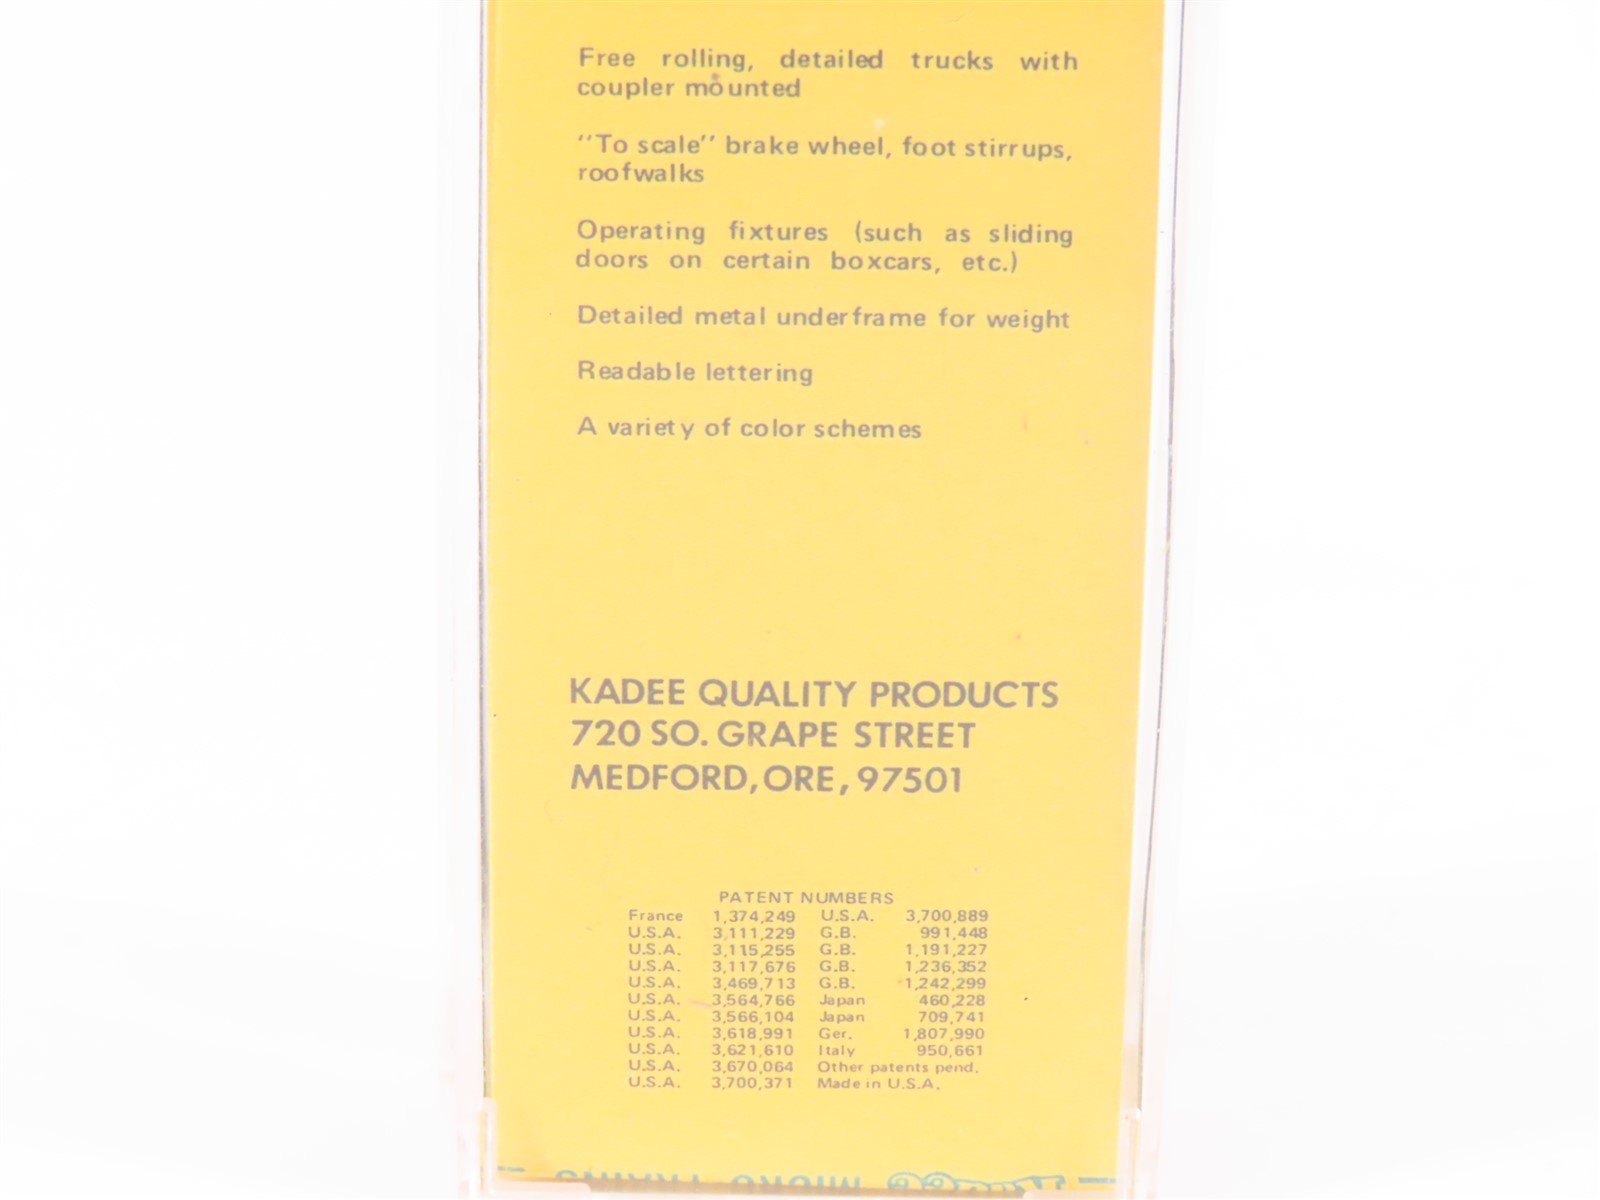 Free rolling, detailed trucks with
coupler mounted
"To scale" brake wheel, foot stirrups,
roofwalks
Operating fixtures (such as sliding
doors on certain boxcars, etc.)
Detailed metal underframe for weight
Readable lettering
A variety of color schemes
KADEE QUALITY PRODUCTS
720 SO. GRAPE STREET
MEDFORD, ORE, 97501
PATENT NUMBERS
France 1,374,249 U.S.A. 3,700,889
U.S.A. 3,111,229 G.B. 991,448
U.S.A. 3,115,255 G.B. 1,191,227
U.S.A. 3,117,676 G.B. 1,236,352
U.S.A. 3,469,713 G.B. 1,242,299
U.S.A. 3,564,766 Japan 460,228
U.S.A. 3,566,104 Japan 709,741
U.S.A. 3,618,991 Ger. 1,807,990
U.S.A. 3,621,610 Italy 950,661
U.S.A. 3,670,064 Other patents pend.
U.S.A. 3,700,371 Made in U.S.A.